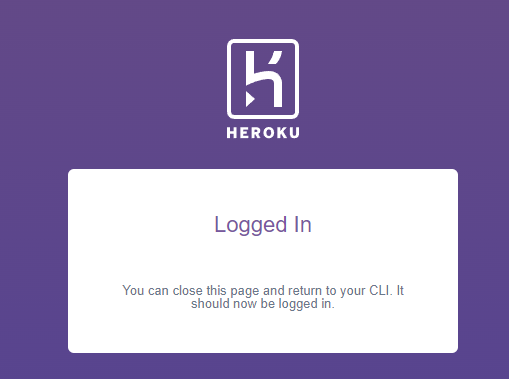 HEROKU
Logged In
You can close this page and return to your CLI. It
should now be logged in.